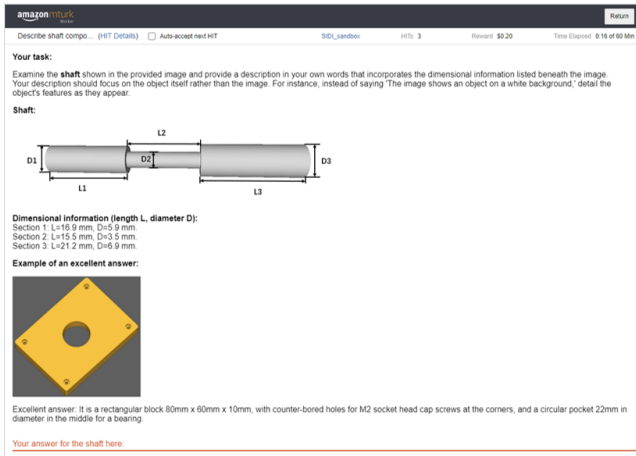 amazon mturk
Worker
Return
Describe shaft compo... (HIT Details) Auto-accept next HIT SIDI_sandbox HITs 3 Reward $0.20 Time Elapsed 0:16 of 60 Min
Your task:
Examine the shaft shown in the provided image and provide a description in your own words that incorporates the dimensional information listed beneath the image.
Your description should focus on the object itself rather than the image. For instance, instead of saying 'The image shows an object on a white background,' detail the
object's features as they appear.
Shaft:
L2
D1
D2
D3
L1
L3
Dimensional information (length L, diameter D):
Section 1: L=16.9 mm, D=5.9 mm.
Section 2: L=15.5 mm, D=3.5 mm.
Section 3: L=21.2 mm, D=6.9 mm.
Example of an excellent answer:
Excellent answer: It is a rectangular block 80mm x 60mm x 10mm, with counter-bored holes for M2 socket head cap screws at the corners, and a circular pocket 22mm in
diameter in the middle for a bearing.
Your answer for the shaft here: